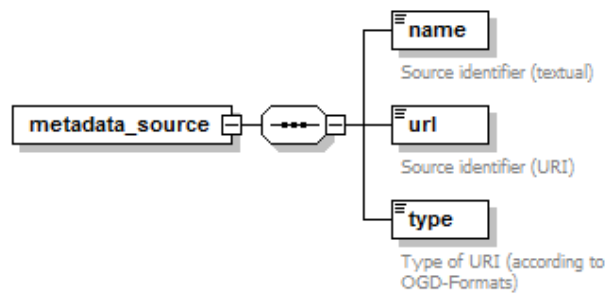 name
Source identifier (textual)
metadata_source
url
Source identifier (URI)
type
Type of URI (according to
OGD-Formats)